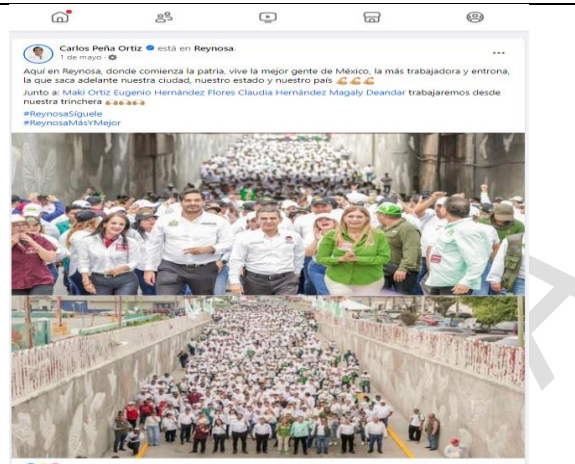 Carlos Peña Ortiz está en Reynosa.
1 de mayo ·
Aquí en Reynosa, donde comienza la patria, vive la mejor gente de México, la más trabajadora y entrona,
la que saca adelante nuestra ciudad, nuestro estado y nuestro país 💪💪💪
Junto a: Maki Ortiz Eugenio Hernández Flores Claudia Hernández Magaly Deandar trabajaremos desde
nuestra trinchera
#ReynosaSíguele
#ReynosaMásYMejor